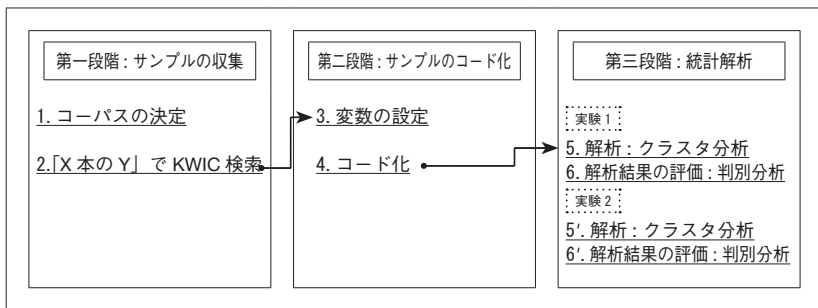 第一段階：サンプルの収集
1. コーパスの決定
2.「X 本の Y」で KWIC 検索
第二段階：サンプルのコード化
3. 変数の設定
4. コード化
第三段階：統計解析
実験 1
5. 解析：クラスタ分析
6. 解析結果の評価：判別分析
実験 2
5′. 解析：クラスタ分析
6′. 解析結果の評価：判別分析